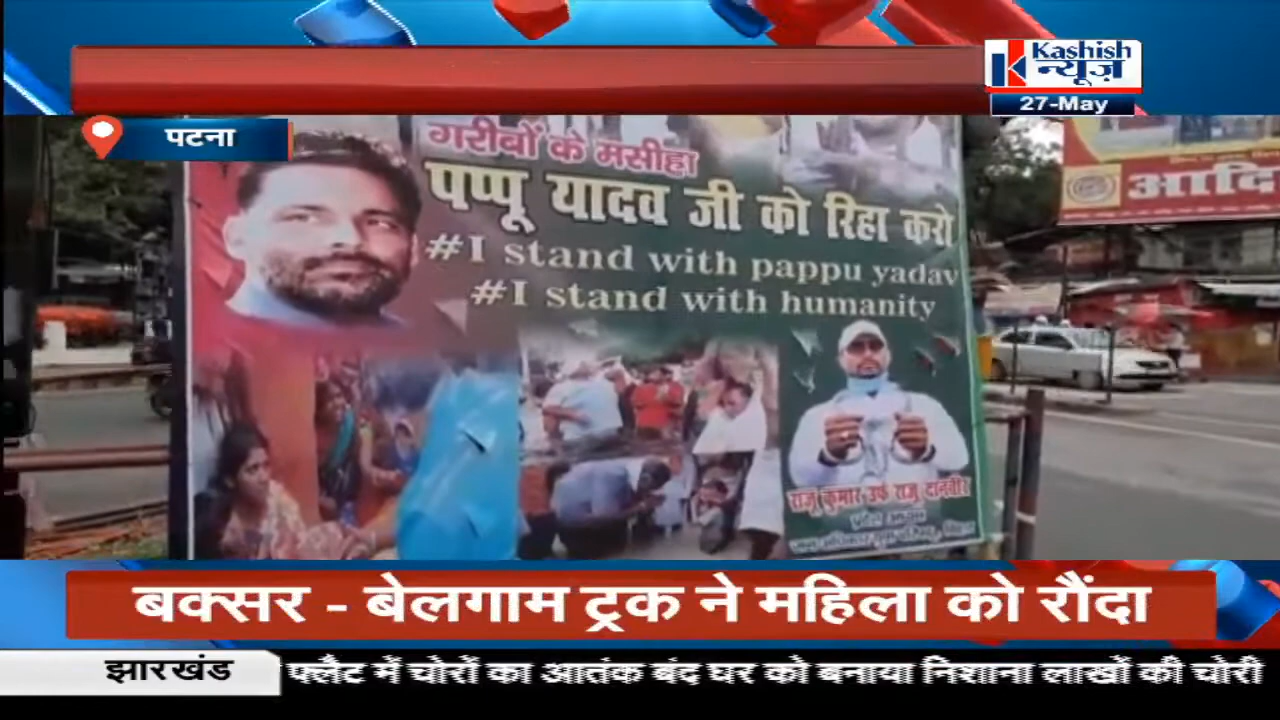 Kashish
न्यूज़
27-May
पटना
गरीबों के मसीहा
पप्पू यादव जी को रिहा करो
#I stand with pappu yadav
#I stand with humanity
आदि
राजु कुमार उर्फ राजु दानवीर
बक्सर - बेलगाम ट्रक ने महिला को रौंदा
झारखंड
फ्लैट में चोरों का आतंक बंद घर को बनाया निशाना लाखों की चोरी